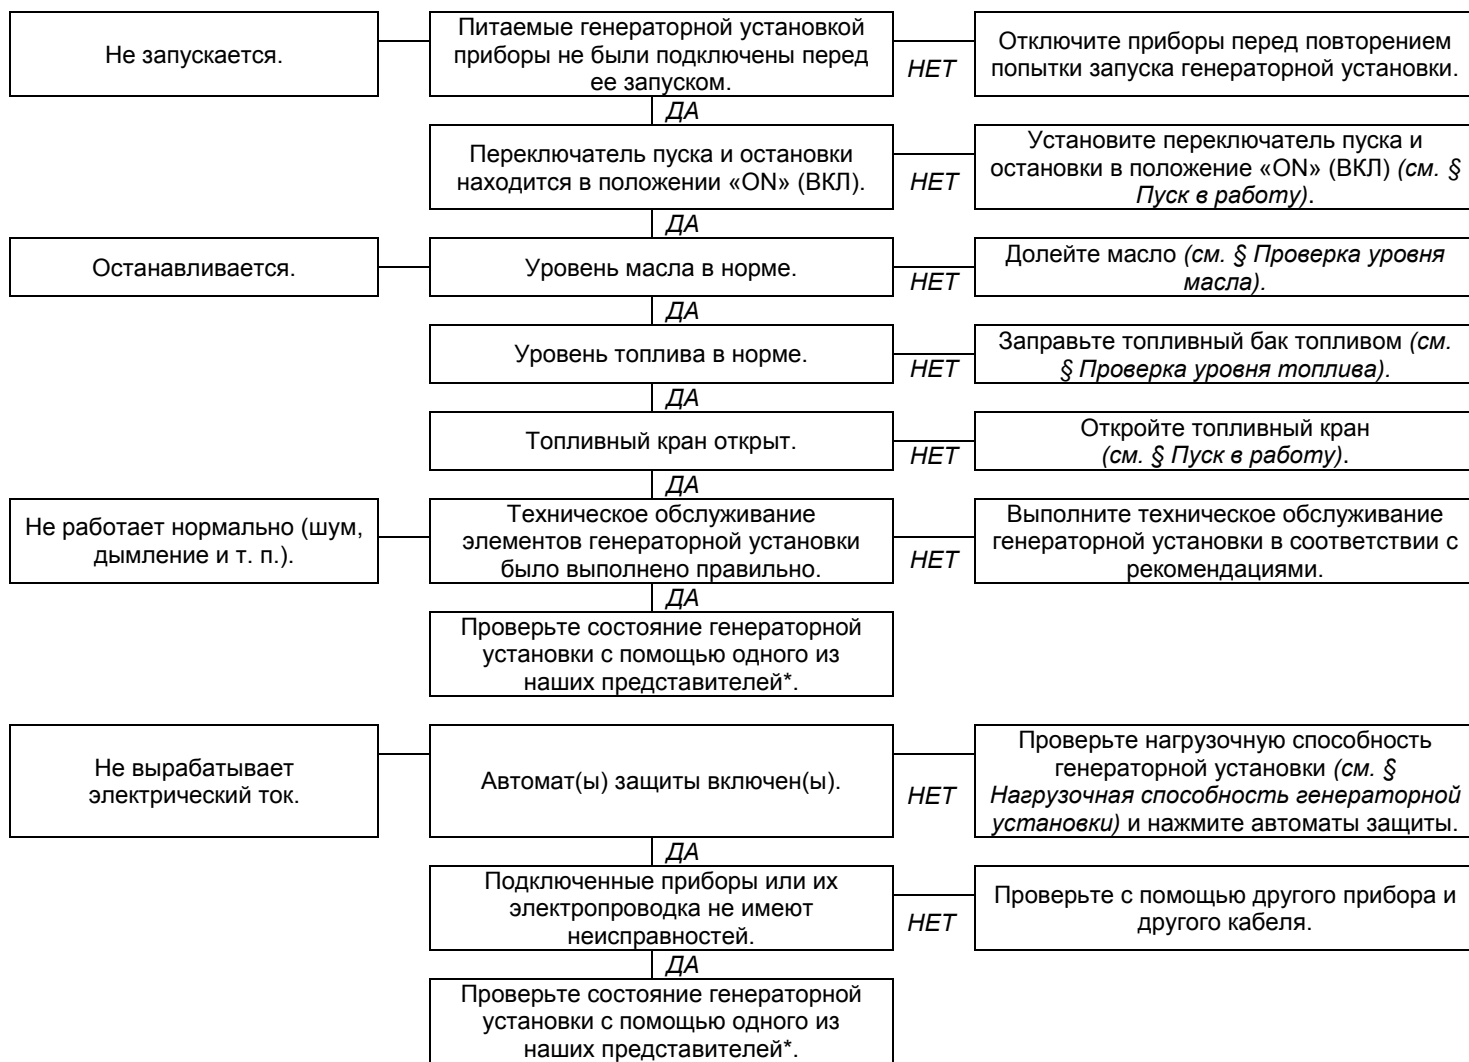 Не запускается.
Питаемые генераторной установкой
приборы не были подключены перед
ее запуском.
НЕТ
Отключите приборы перед повторением
попытки запуска генераторной установки.
ДА
Переключатель пуска и остановки
находится в положении «ON» (ВКЛ).
НЕТ
Установите переключатель пуска и
остановки в положение «ON» (ВКЛ) (см. §
Пуск в работу).
ДА
Останавливается.
Уровень масла в норме.
НЕТ
Долейте масло (см. § Проверка уровня
масла).
ДА
Уровень топлива в норме.
НЕТ
Заправьте топливный бак топливом (см.
§ Проверка уровня топлива).
ДА
Топливный кран открыт.
НЕТ
Откройте топливный кран
(см. § Пуск в работу).
ДА
Не работает нормально (шум,
дымление и т. п.).
Техническое обслуживание
элементов генераторной установки
было выполнено правильно.
НЕТ
Выполните техническое обслуживание
генераторной установки в соответствии с
рекомендациями.
ДА
Проверьте состояние генераторной
установки с помощью одного из
наших представителей*.
Не вырабатывает
электрический ток.
Автомат(ы) защиты включен(ы).
НЕТ
Проверьте нагрузочную способность
генераторной установки (см. §
Нагрузочная способность генераторной
установки) и нажмите автоматы защиты.
ДА
Подключенные приборы или их
электропроводка не имеют
неисправностей.
НЕТ
Проверьте с помощью другого прибора и
другого кабеля.
ДА
Проверьте состояние генераторной
установки с помощью одного из
наших представителей*.